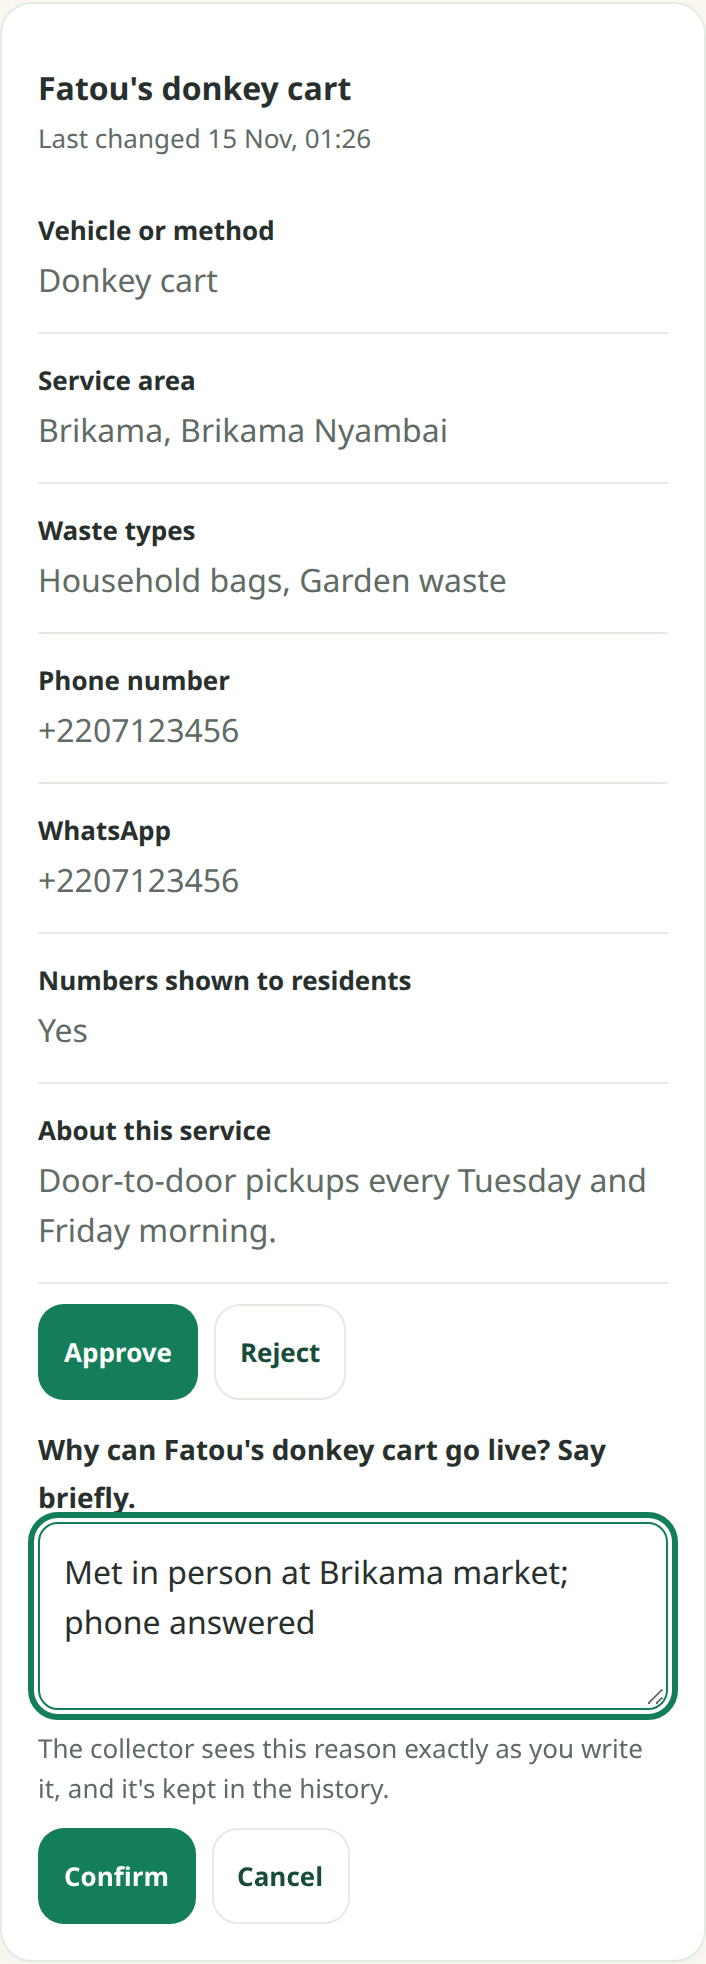 Fatou's donkey cart
Last changed 15 Nov, 01:26
Vehicle or method
Donkey cart
Service area
Brikama, Brikama Nyambai
Waste types
Household bags, Garden waste
Phone number
+2207123456
WhatsApp
+2207123456
Numbers shown to residents
Yes
About this service
Door-to-door pickups every Tuesday and
Friday morning.
Approve Reject
Why can Fatou's donkey cart go live? Say
briefly.
Met in person at Brikama market;
phone answered
The collector sees this reason exactly as you write
it, and it's kept in the history.
Confirm Cancel